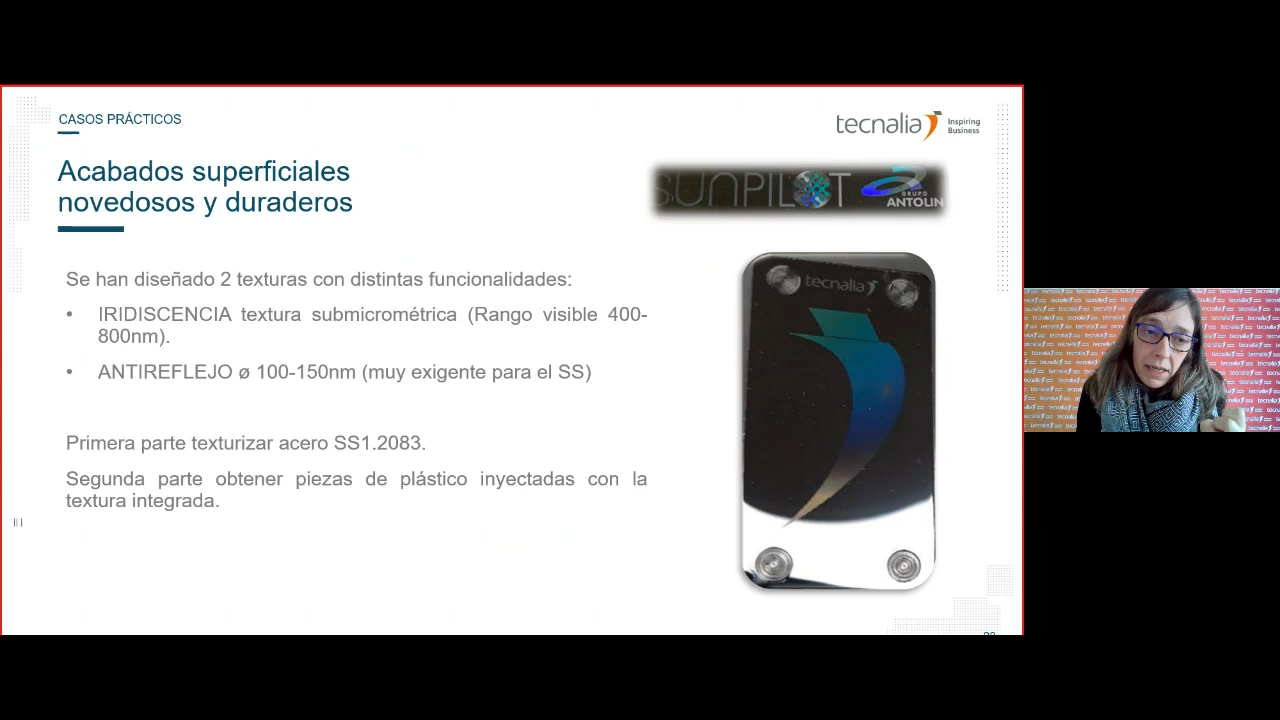 CASOS PRÁCTICOS
tecnalia Inspiring Business
Acabados superficiales
novedosos y duraderos
SUNPILOT
GRUPO
ANTOLIN
Se han diseñado 2 texturas con distintas funcionalidades:
• IRIDISCENCIA textura submicrométrica (Rango visible 400-
800nm).
• ANTIREFLEJO ø 100-150nm (muy exigente para el SS)
Primera parte texturizar acero SS1.2083.
Segunda parte obtener piezas de plástico inyectadas con la
textura integrada.
tecnalia
tecnalia